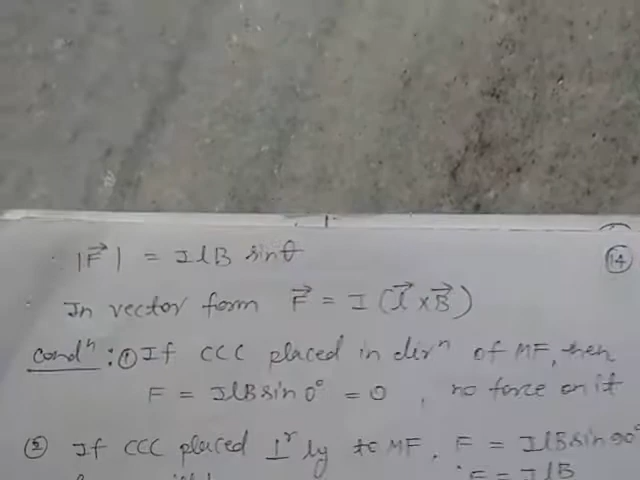 |F⃗| = IlB sinθ
14
In vector form F⃗ = I (l⃗ × B⃗)
Condⁿ : ① If CCC placed in dirⁿ of MF, then
F = IlB sin 0° = 0 , no force on it
② If CCC placed ⊥ʳly to MF, F = IlB sin 90°
F = IlB